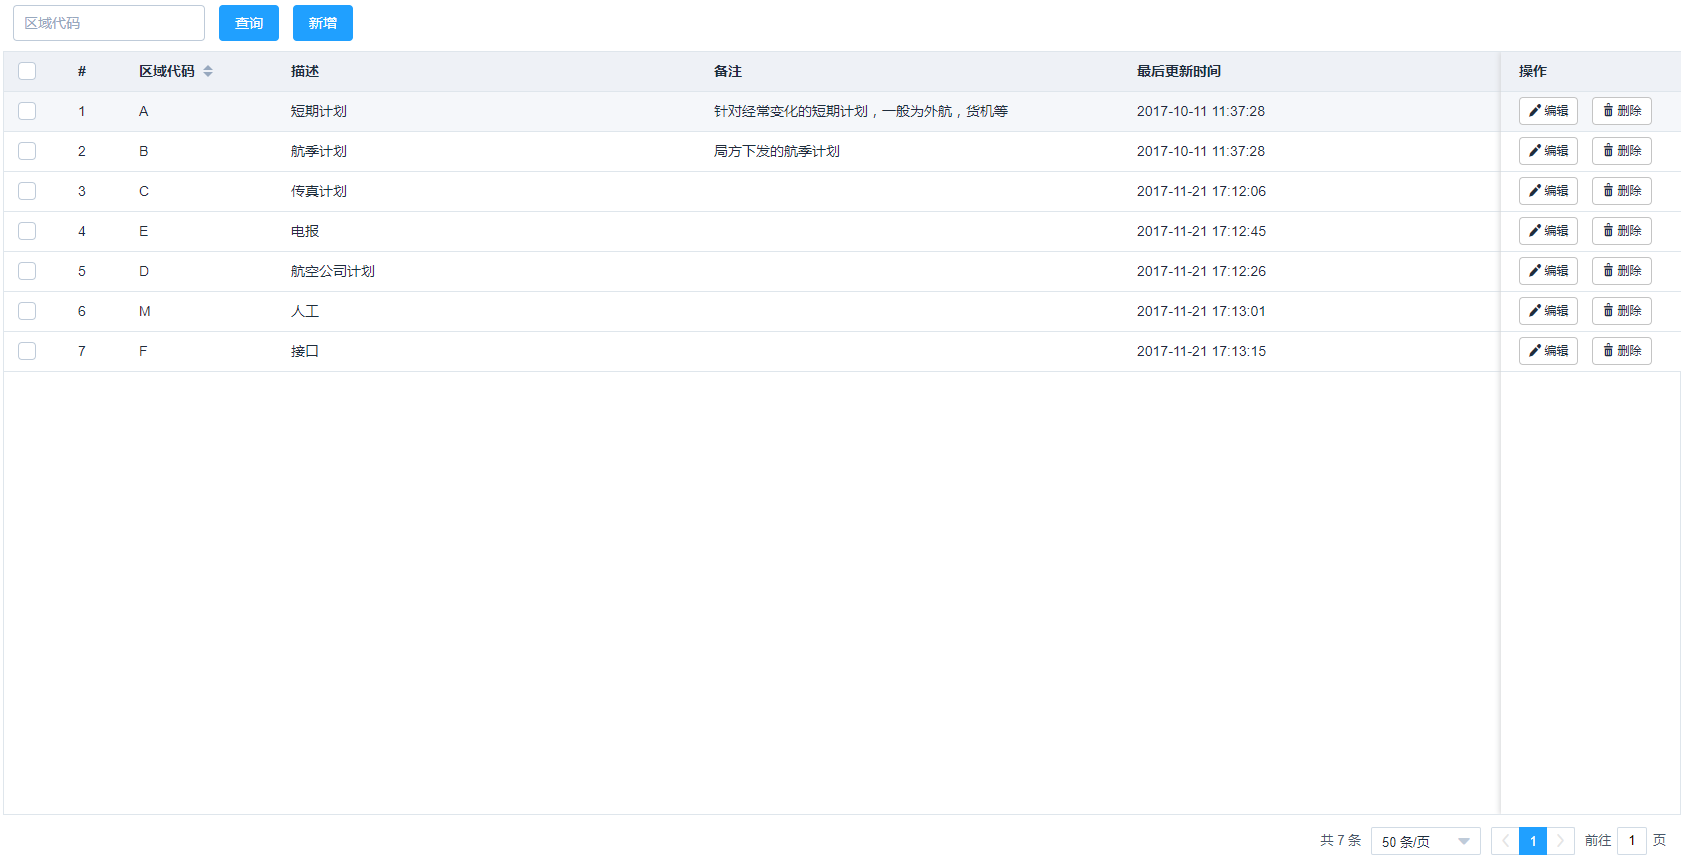 区域代码 查询 新增
# 区域代码 描述 备注 最后更新时间 操作
1 A 短期计划 针对经常变化的短期计划，一般为外航，货机等 2017-10-11 11:37:28 编辑 删除
2 B 航季计划 局方下发的航季计划 2017-10-11 11:37:28 编辑 删除
3 C 传真计划 2017-11-21 17:12:06 编辑 删除
4 E 电报 2017-11-21 17:12:45 编辑 删除
5 D 航空公司计划 2017-11-21 17:12:26 编辑 删除
6 M 人工 2017-11-21 17:13:01 编辑 删除
7 F 接口 2017-11-21 17:13:15 编辑 删除
共 7 条 50 条/页 1 前往 1 页